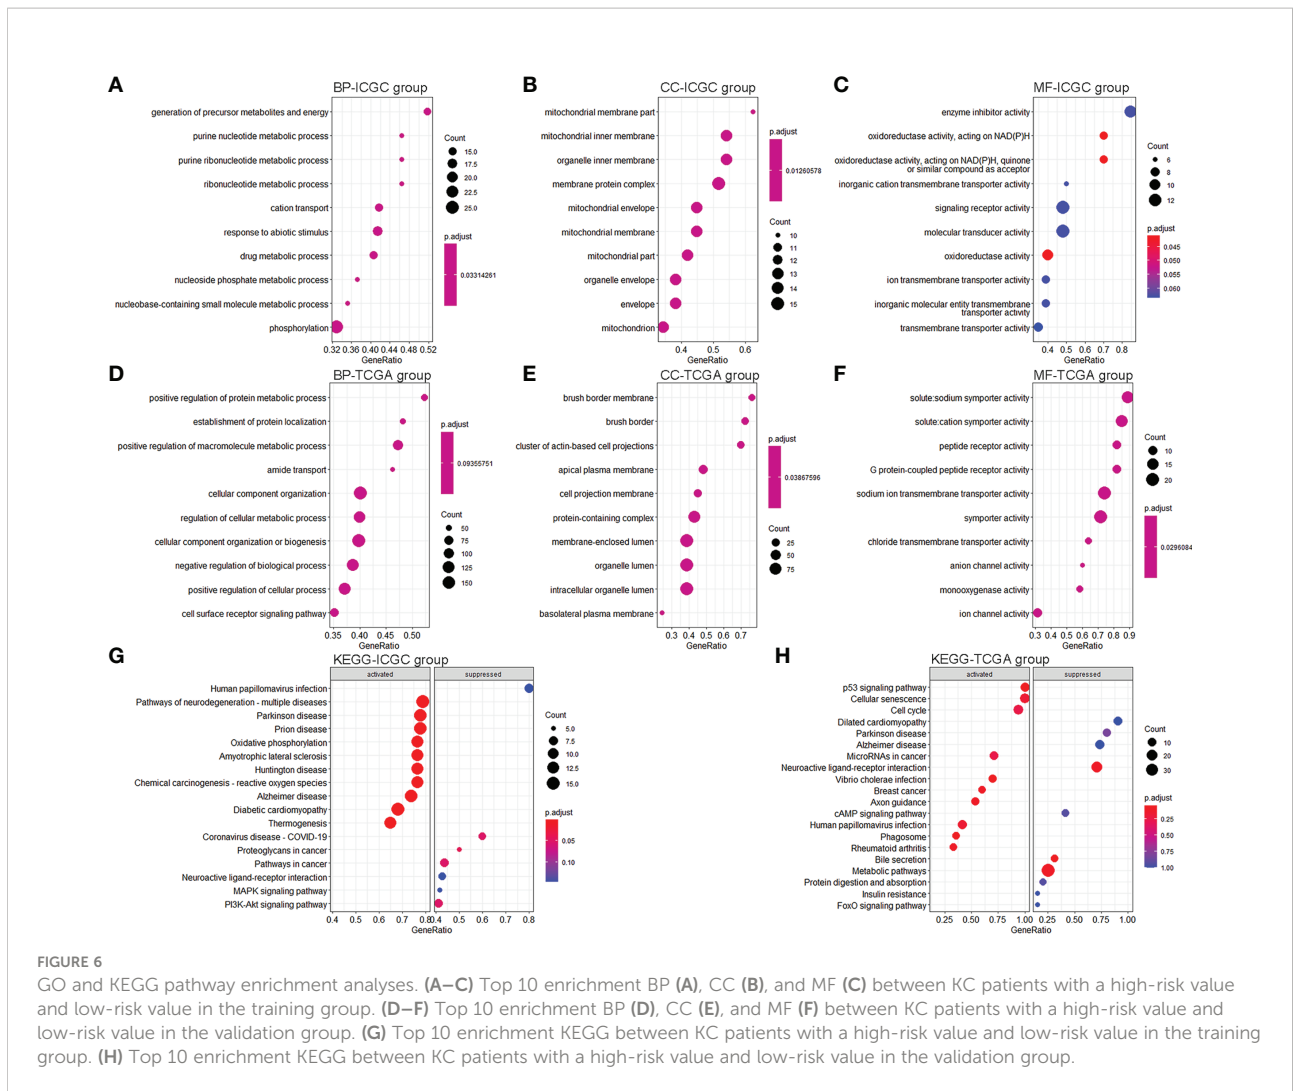 A
BP-ICGC group
generation of precursor metabolites and energy
purine nucleotide metabolic process
purine ribonucleotide metabolic process
ribonucleotide metabolic process
cation transport
response to abiotic stimulus
drug metabolic process
nucleoside phosphate metabolic process
nucleobase-containing small molecule metabolic process
phosphorylation
0.32 0.36 0.40 0.44 0.48 0.52
GeneRatio
Count
15.0
17.5
20.0
22.5
25.0
p.adjust
0.03314261
B
CC-ICGC group
mitochondrial membrane part
mitochondrial inner membrane
organelle inner membrane
membrane protein complex
mitochondrial envelope
mitochondrial membrane
mitochondrial part
organelle envelope
envelope
mitochondrion
0.4 0.5 0.6
GeneRatio
p.adjust
0.01260578
Count
10
11
12
13
14
15
C
MF-ICGC group
enzyme inhibitor activity
oxidoreductase activity, acting on NAD(P)H
oxidoreductase activity, acting on NAD(P)H, quinone
or similar compound as acceptor
inorganic cation transmembrane transporter activity
signaling receptor activity
molecular transducer activity
oxidoreductase activity
ion transmembrane transporter activity
inorganic molecular entity transmembrane
transporter activity
transmembrane transporter activity
0.4 0.5 0.6 0.7 0.8
GeneRatio
Count
6
8
10
12
p.adjust
0.045
0.050
0.055
0.060
D
BP-TCGA group
positive regulation of protein metabolic process
establishment of protein localization
positive regulation of macromolecule metabolic process
amide transport
cellular component organization
regulation of cellular metabolic process
cellular component organization or biogenesis
negative regulation of biological process
positive regulation of cellular process
cell surface receptor signaling pathway
0.35 0.40 0.45 0.50
GeneRatio
p.adjust
0.09355751
Count
50
75
100
125
150
E
CC-TCGA group
brush border membrane
brush border
cluster of actin-based cell projections
apical plasma membrane
cell projection membrane
protein-containing complex
membrane-enclosed lumen
organelle lumen
intracellular organelle lumen
basolateral plasma membrane
0.3 0.4 0.5 0.6 0.7
GeneRatio
p.adjust
0.03867596
Count
25
50
75
F
MF-TCGA group
solute:sodium symporter activity
solute:cation symporter activity
peptide receptor activity
G protein-coupled peptide receptor activity
sodium ion transmembrane transporter activity
symporter activity
chloride transmembrane transporter activity
anion channel activity
monooxygenase activity
ion channel activity
0.3 0.4 0.5 0.6 0.7 0.8 0.9
GeneRatio
Count
10
15
20
p.adjust
0.0296084
G
KEGG-ICGC group
activated suppressed
Human papillomavirus infection
Pathways of neurodegeneration - multiple diseases
Parkinson disease
Prion disease
Oxidative phosphorylation
Amyotrophic lateral sclerosis
Huntington disease
Chemical carcinogenesis - reactive oxygen species
Alzheimer disease
Diabetic cardiomyopathy
Thermogenesis
Coronavirus disease - COVID-19
Proteoglycans in cancer
Pathways in cancer
Neuroactive ligand-receptor interaction
MAPK signaling pathway
PI3K-Akt signaling pathway
0.4 0.5 0.6 0.7 0.8 0.4 0.5 0.6 0.7 0.8
GeneRatio
Count
5.0
7.5
10.0
12.5
15.0
p.adjust
0.05
0.10
H
KEGG-TCGA group
activated suppressed
p53 signaling pathway
Cellular senescence
Cell cycle
Dilated cardiomyopathy
Parkinson disease
Alzheimer disease
MicroRNAs in cancer
Neuroactive ligand-receptor interaction
Vibrio cholerae infection
Breast cancer
Axon guidance
cAMP signaling pathway
Human papillomavirus infection
Phagosome
Rheumatoid arthritis
Bile secretion
Metabolic pathways
Protein digestion and absorption
Insulin resistance
FoxO signaling pathway
0.25 0.50 0.75 1.00 0.25 0.50 0.75 1.00
GeneRatio
Count
10
20
30
p.adjust
0.25
0.50
0.75
1.00
FIGURE 6
GO and KEGG pathway enrichment analyses. (A–C) Top 10 enrichment BP (A), CC (B), and MF (C) between KC patients with a high-risk value
and low-risk value in the training group. (D–F) Top 10 enrichment BP (D), CC (E), and MF (F) between KC patients with a high-risk value and
low-risk value in the validation group. (G) Top 10 enrichment KEGG between KC patients with a high-risk value and low-risk value in the training
group. (H) Top 10 enrichment KEGG between KC patients with a high-risk value and low-risk value in the validation group.